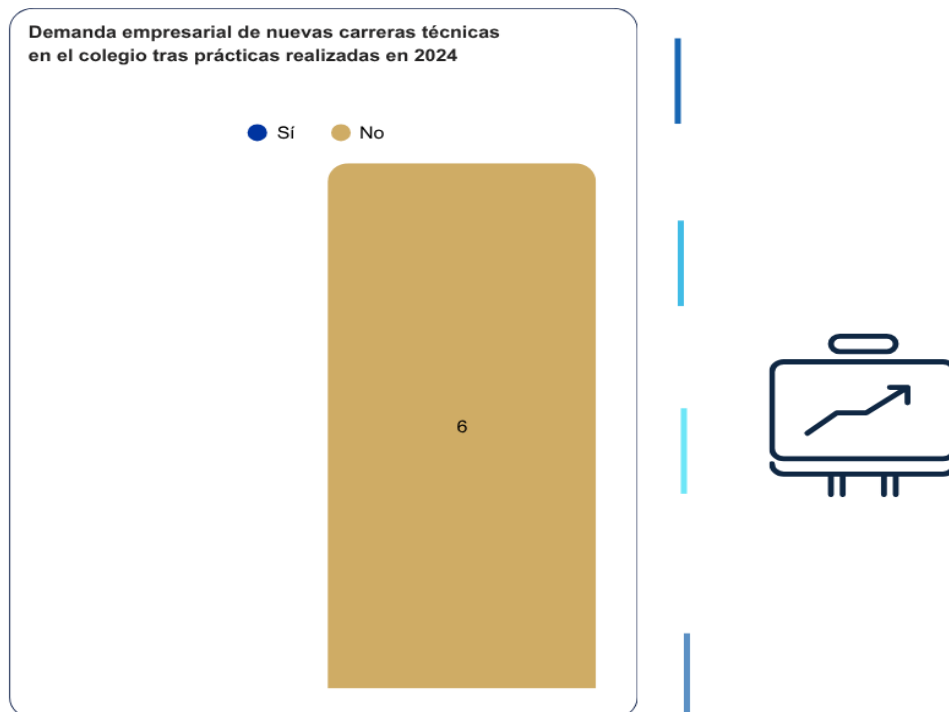 Demanda empresarial de nuevas carreras técnicas
en el colegio tras prácticas realizadas en 2024
Sí No
6